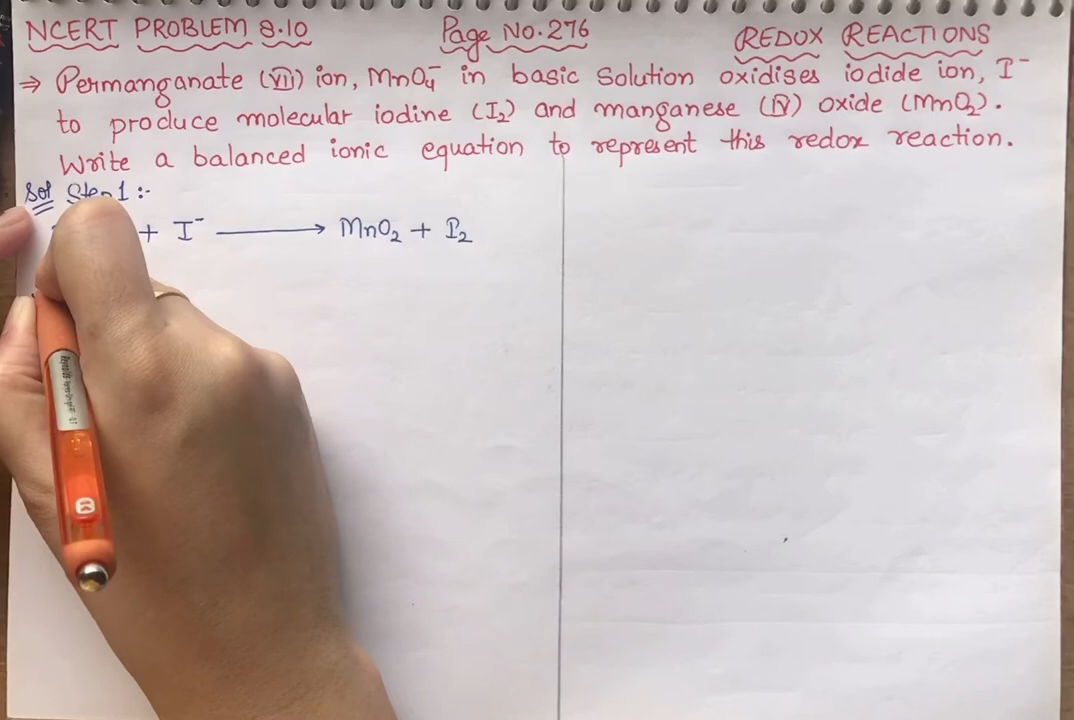 NCERT PROBLEM 8.10 Page No. 276 REDOX REACTIONS
⇒ Permanganate (VII) ion, MnO₄⁻ in basic solution oxidises iodide ion, I⁻
to produce molecular iodine (I₂) and manganese (IV) oxide (MnO₂).
Write a balanced ionic equation to represent this redox reaction.
Sol Step 1:-
+ I⁻ ⟶ MnO₂ + I₂